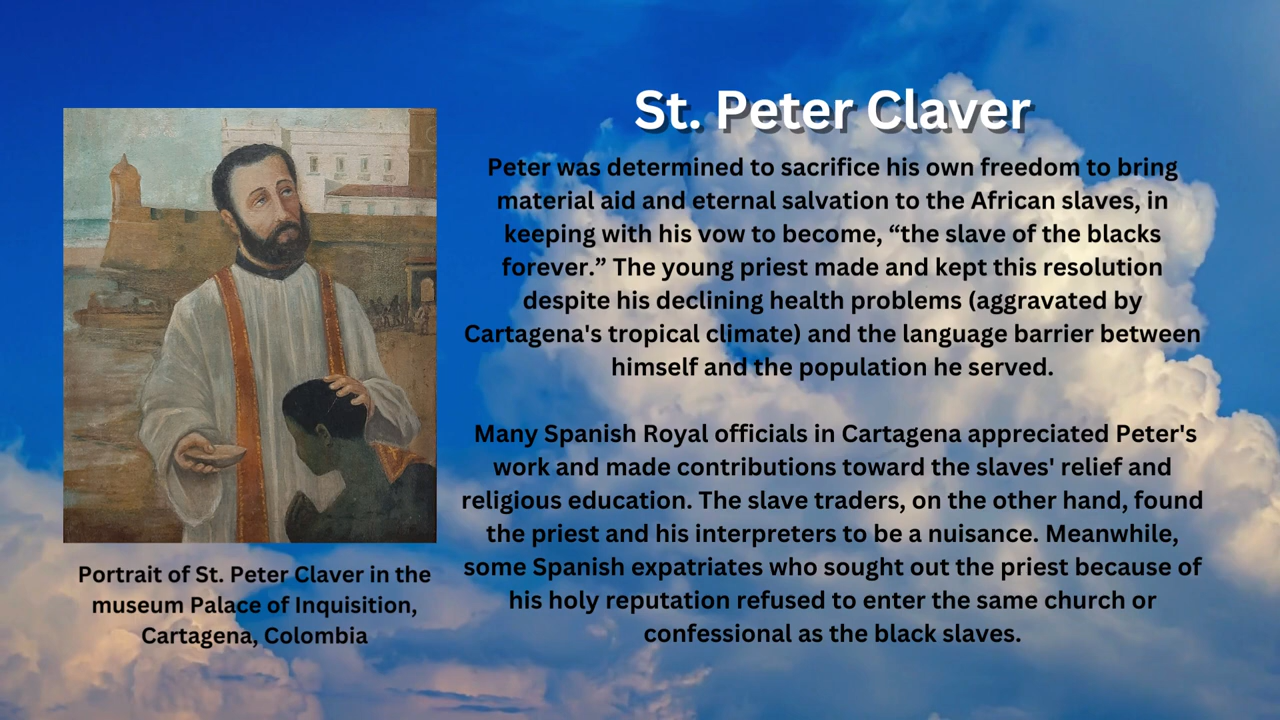 St. Peter Claver
Peter was determined to sacrifice his own freedom to bring
material aid and eternal salvation to the African slaves, in
keeping with his vow to become, “the slave of the blacks
forever.” The young priest made and kept this resolution
despite his declining health problems (aggravated by
Cartagena's tropical climate) and the language barrier between
himself and the population he served.
Many Spanish Royal officials in Cartagena appreciated Peter's
work and made contributions toward the slaves' relief and
religious education. The slave traders, on the other hand, found
the priest and his interpreters to be a nuisance. Meanwhile,
some Spanish expatriates who sought out the priest because of
his holy reputation refused to enter the same church or
confessional as the black slaves.
Portrait of St. Peter Claver in the
museum Palace of Inquisition,
Cartagena, Colombia